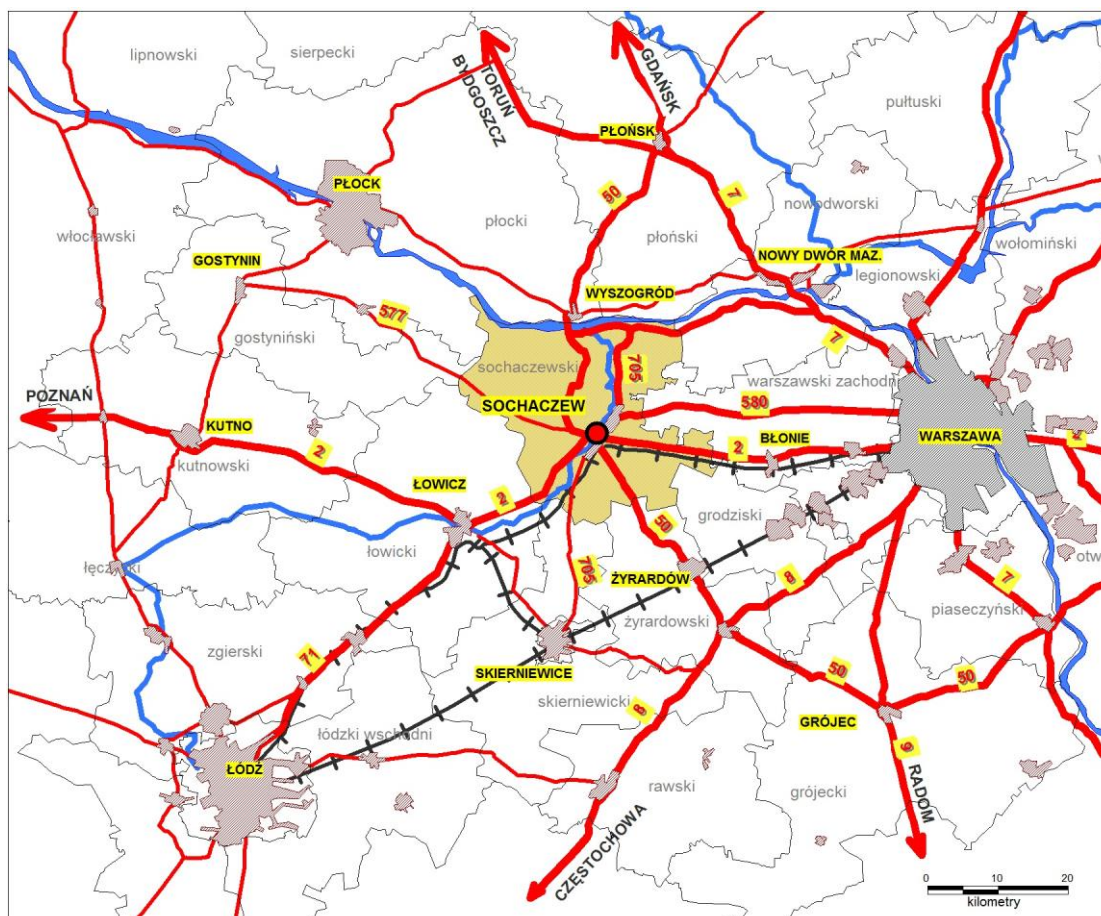 lipnowski
sierpecki
TORUŃ
BYDGOSZCZ
GDAŃSK
pułtuski
PŁOŃSK
PŁOCK
50
7
nowodworski
włocławski
płocki
płoński
wołomiński
GOSTYNIN
NOWY DWÓR MAZ.
legionowski
WYSZOGRÓD
577
gostyniński
7
sochaczewski
705
warszawski zachodni
POZNAŃ
SOCHACZEW
580
KUTNO
2
BŁONIE
WARSZAWA
2
kutnowski
2
ŁOWICZ
2
50
grodziski
łowicki
705
otw
łęczycki
ŻYRARDÓW
8
7
piaseczyński
żyrardowski
zgierski
71
SKIERNIEWICE
50
50
skierniewicki
8
GRÓJEC
łódzki wschodni
9
RADOM
ŁÓDŹ
rawski
grójecki
CZĘSTOCHOWA
0 10 20
kilometry